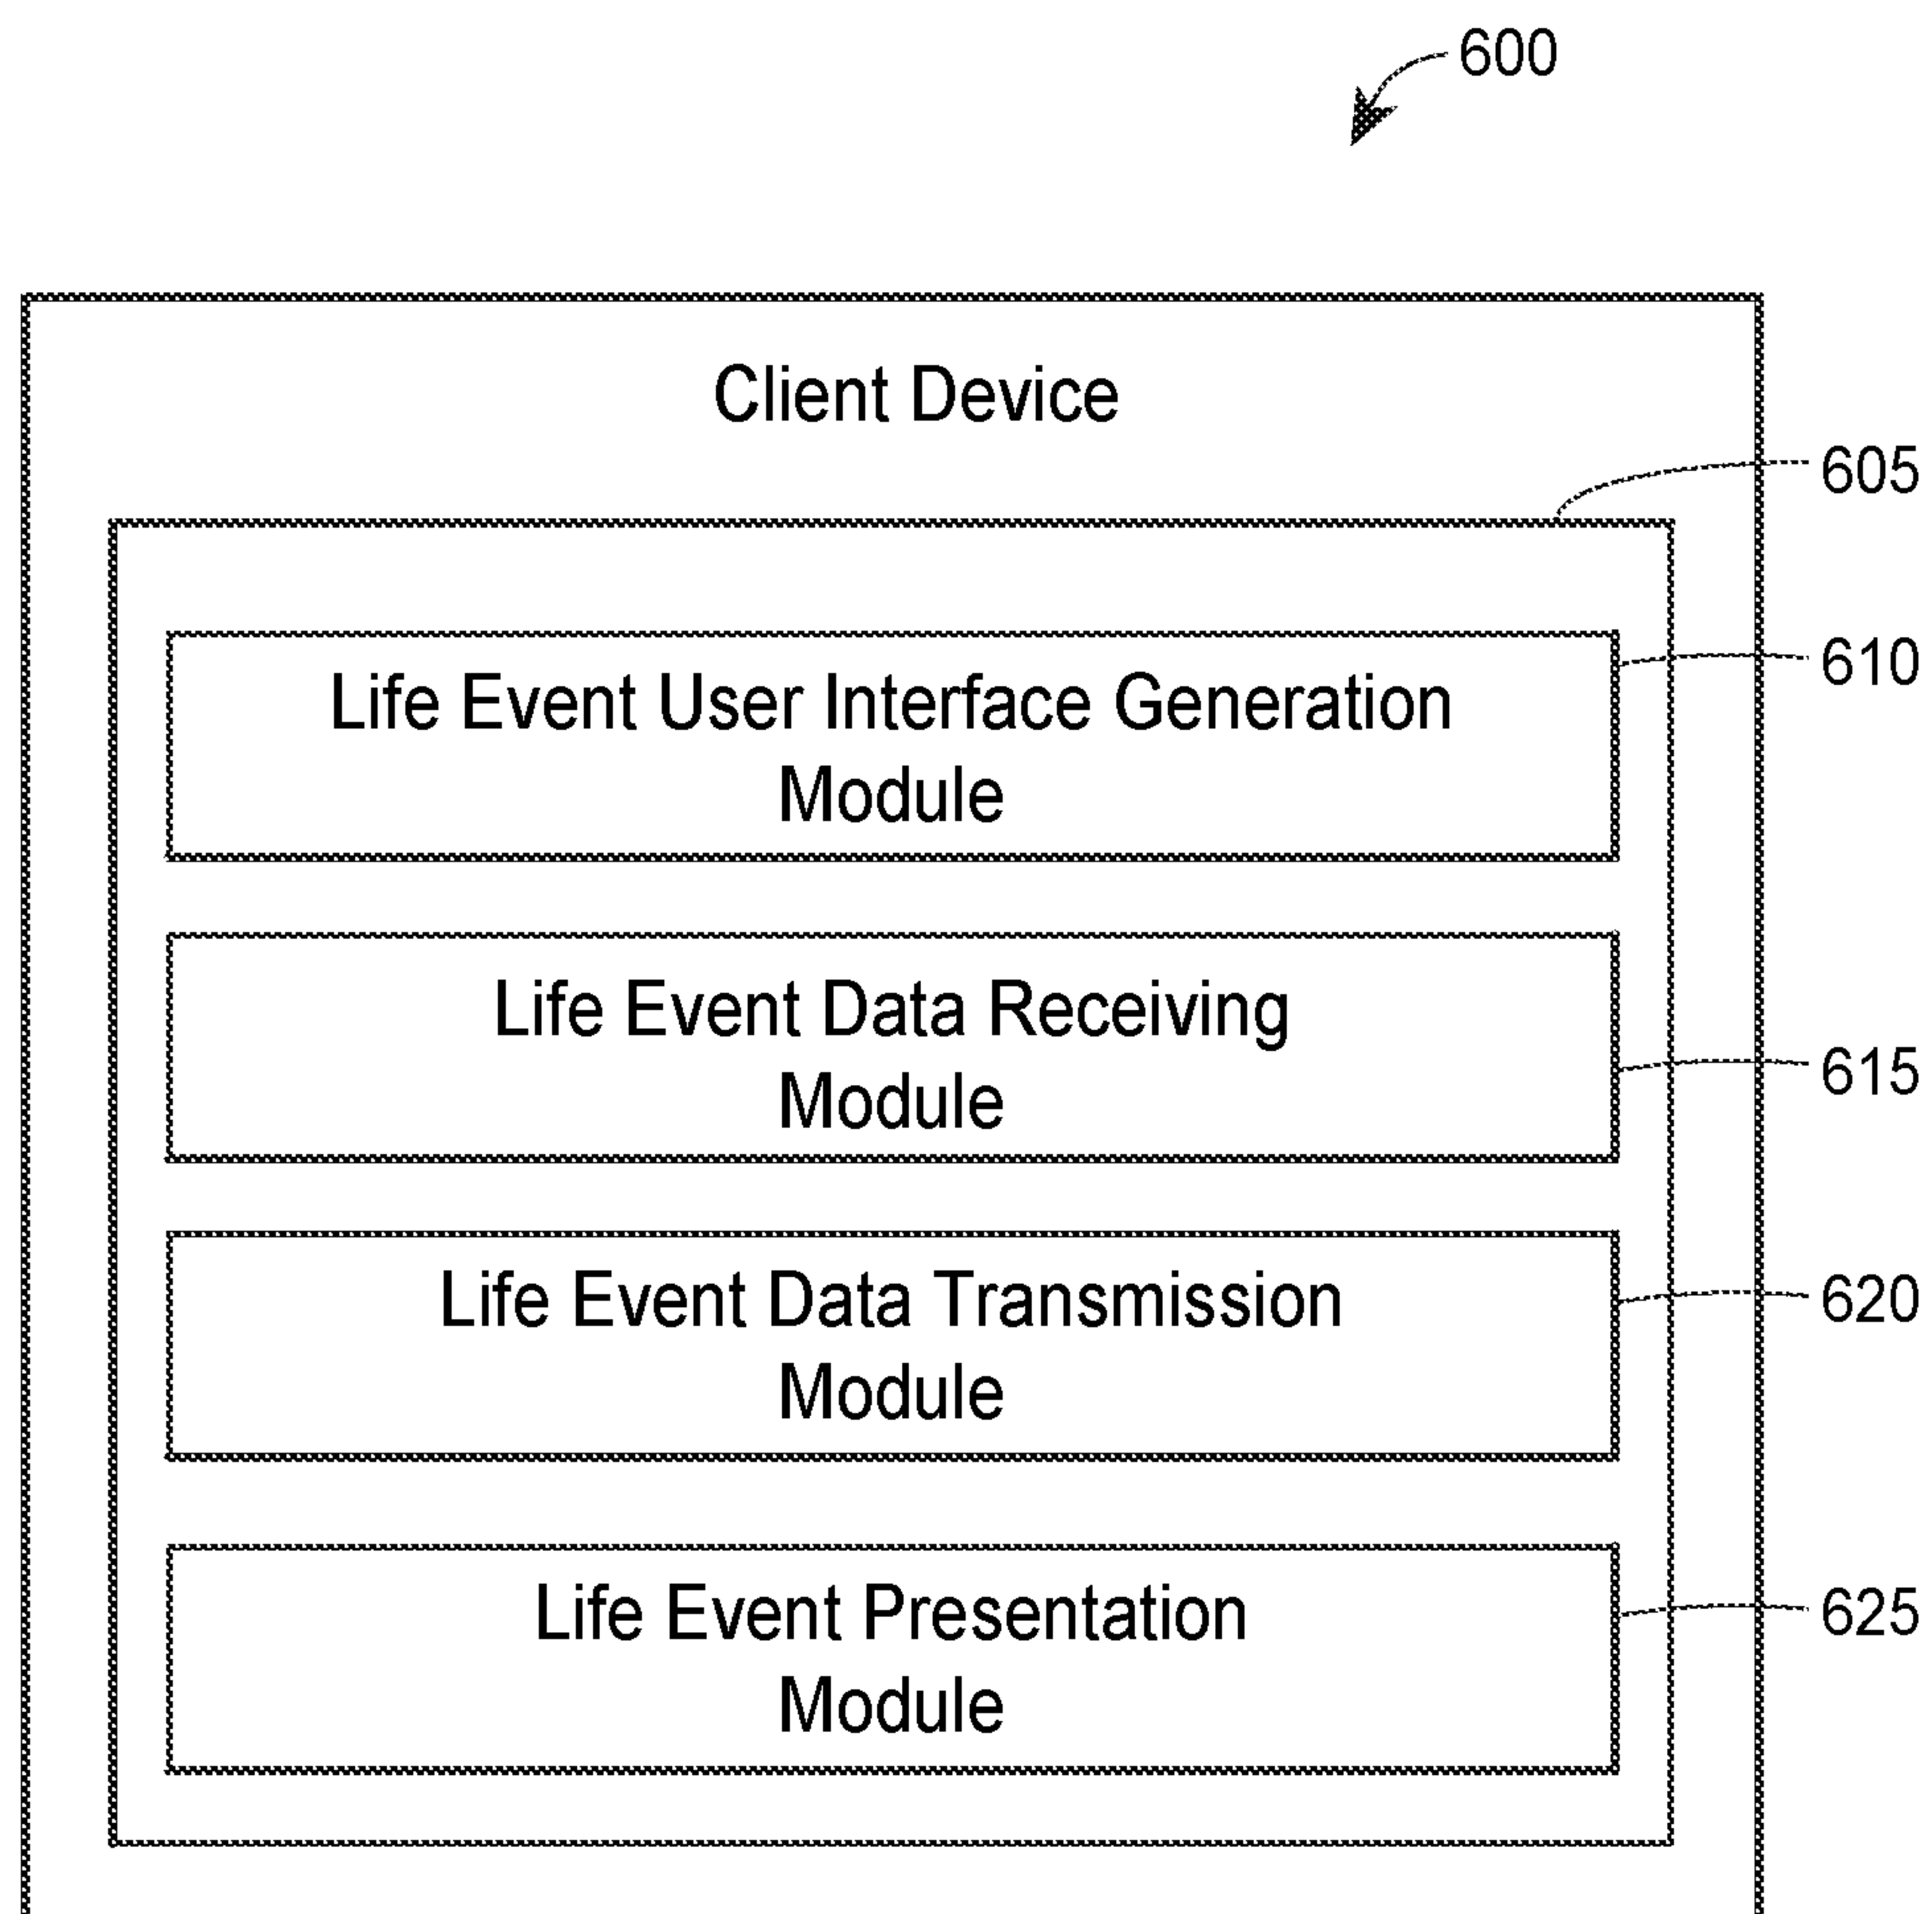 600
Client Device
605
Life Event User Interface Generation
Module
610
Life Event Data Receiving
Module
615
Life Event Data Transmission
Module
620
Life Event Presentation
Module
625